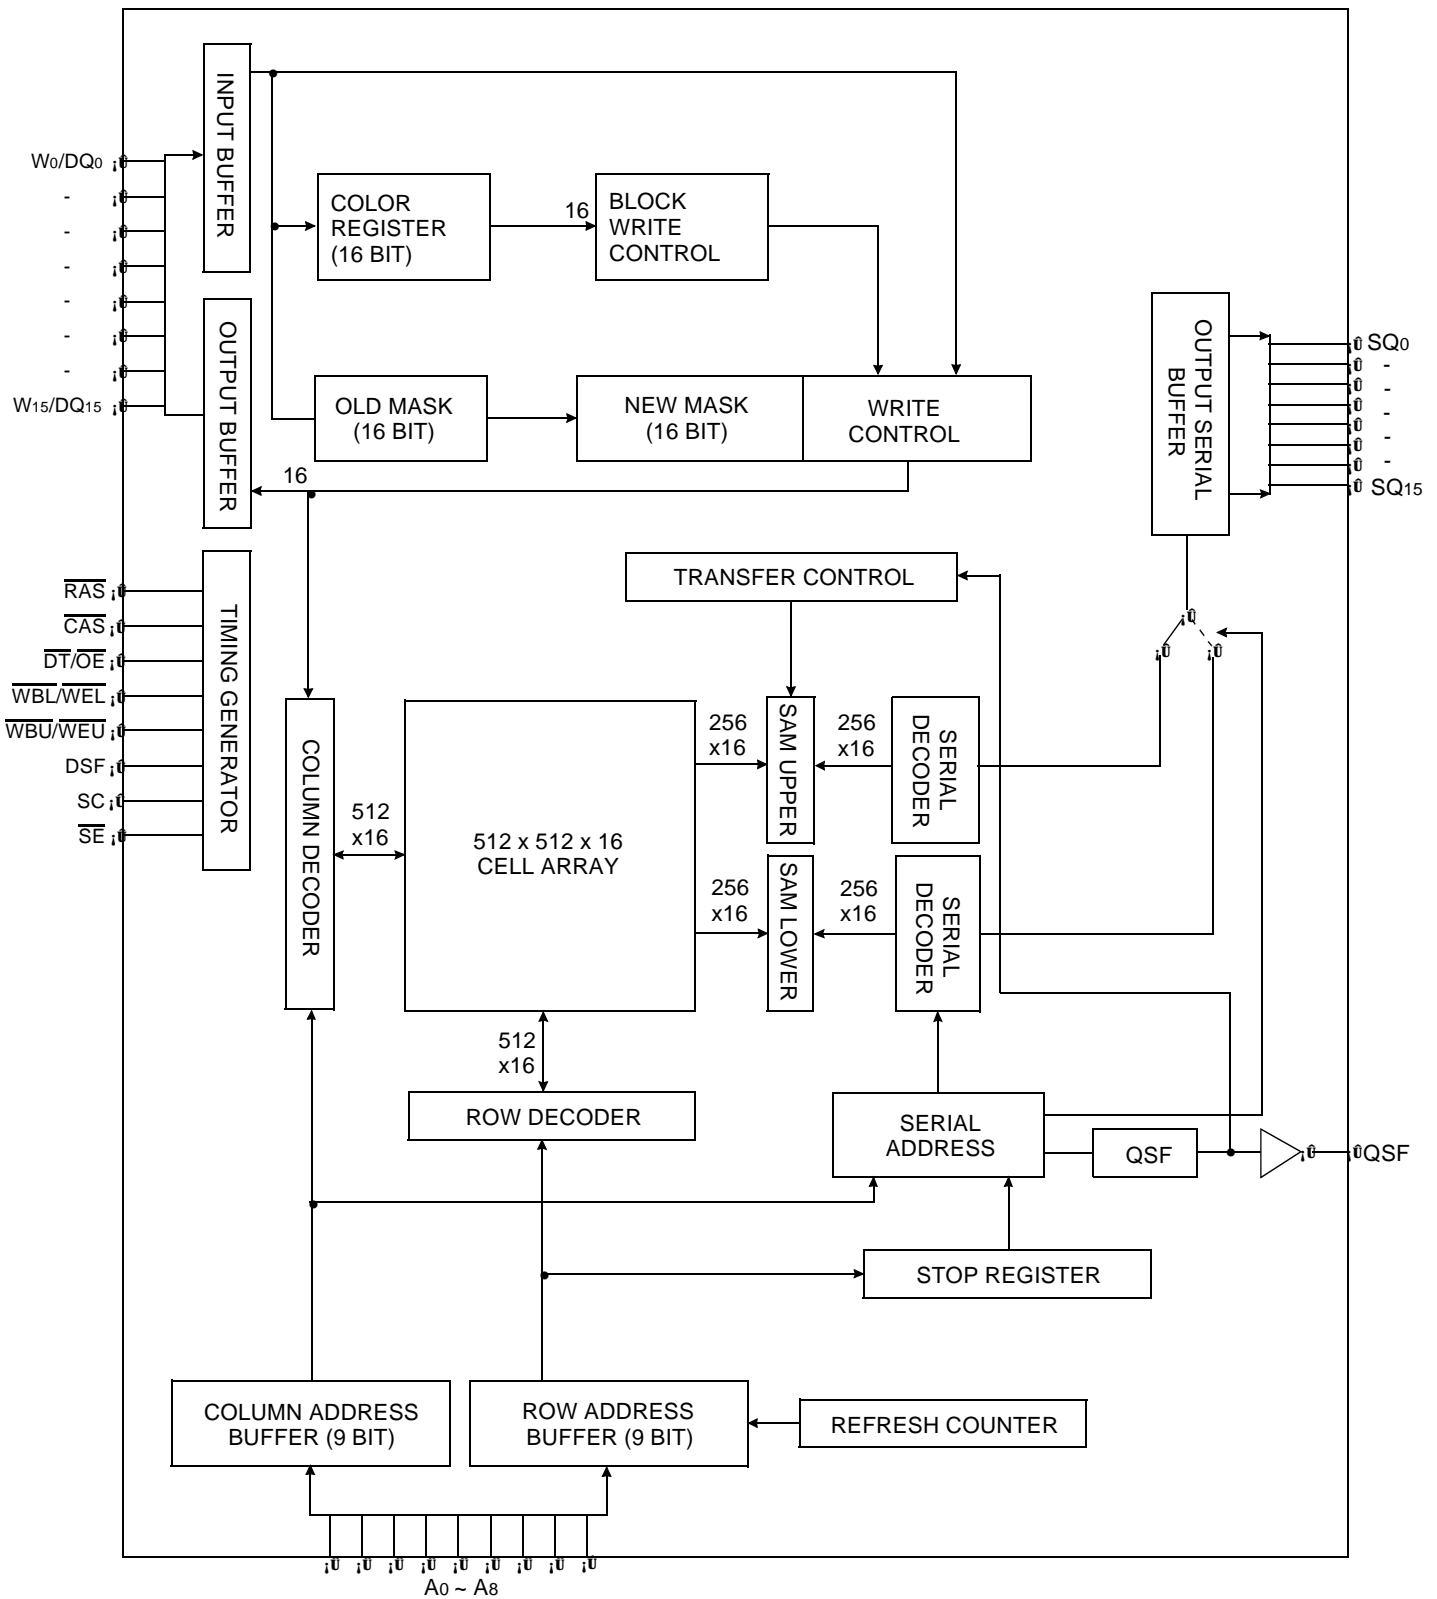 INPUT BUFFER
W0/DQ0 ¡Û
- ¡Û
- ¡Û
- ¡Û
- ¡Û
- ¡Û
- ¡Û
W15/DQ15 ¡Û
COLOR
REGISTER
(16 BIT)
16
BLOCK
WRITE
CONTROL
OUTPUT BUFFER
OLD MASK
(16 BIT)
NEW MASK
(16 BIT)
WRITE
CONTROL
16
OUTPUT SERIAL
BUFFER
¡Û SQ0
¡Û -
¡Û -
¡Û -
¡Û -
¡Û -
¡Û -
¡Û SQ15
TIMING GENERATOR
RAS ¡Û
CAS ¡Û
DT/OE ¡Û
WBL/WEL ¡Û
WBU/WEU ¡Û
DSF ¡Û
SC ¡Û
SE ¡Û
TRANSFER CONTROL
¡Û
¡Û
¡Û
COLUMN DECODER
512
x16
512 x 512 x 16
CELL ARRAY
256
x16
SAM UPPER
256
x16
SERIAL
DECODER
256
x16
SAM LOWER
256
x16
SERIAL
DECODER
512
x16
ROW DECODER
SERIAL
ADDRESS
QSF
¡Û
¡Û QSF
STOP REGISTER
COLUMN ADDRESS
BUFFER (9 BIT)
ROW ADDRESS
BUFFER (9 BIT)
REFRESH COUNTER
¡Û ¡Û ¡Û ¡Û ¡Û ¡Û ¡Û ¡Û ¡Û
A0 ~ A8